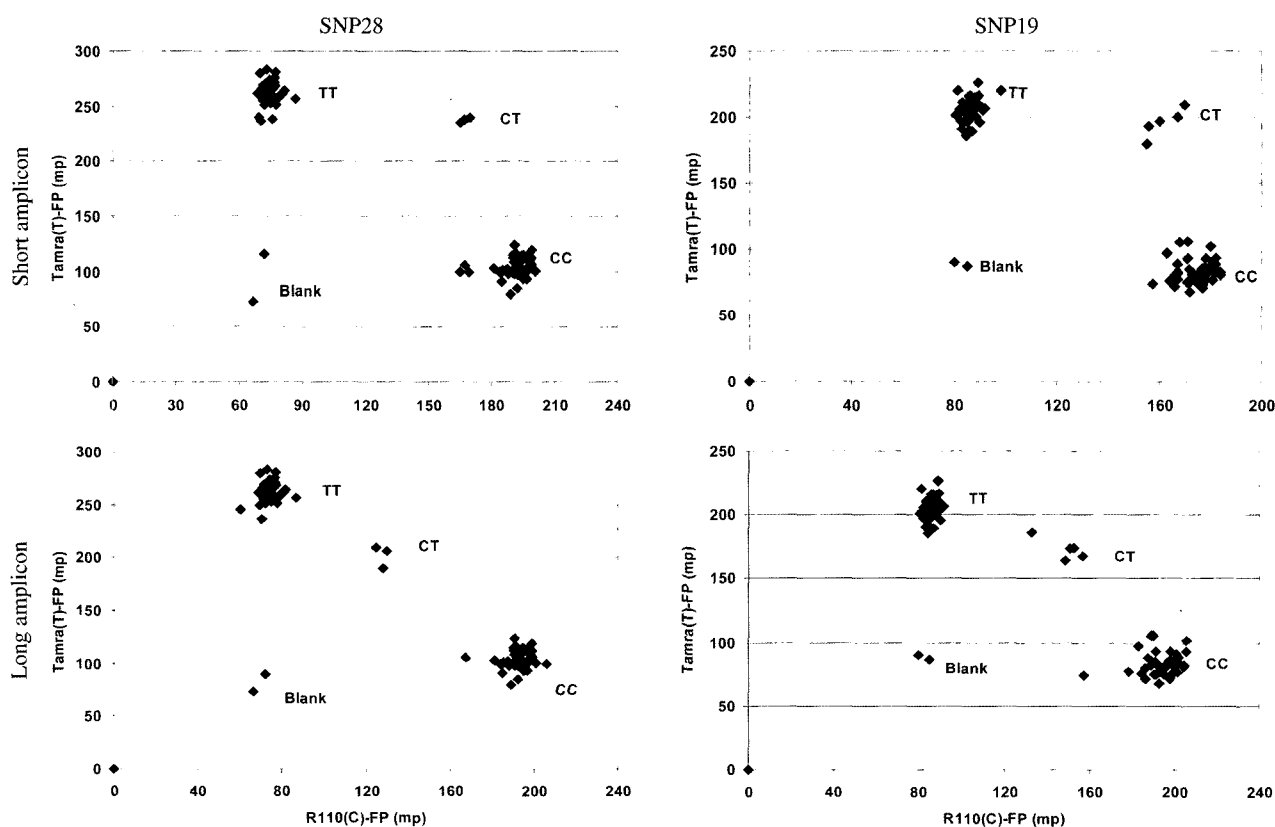 SNP28
SNP19
Short amplicon
Tamra(T)-FP (mp)
300
250
200
150
100
50
0
TT
CT
CC
Blank
0 30 60 90 120 150 180 210 240
Tamra(T)-FP (mp)
250
200
150
100
50
0
TT
CT
Blank
CC
0 40 80 120 160 200
Long amplicon
Tamra(T)-FP (mp)
300
250
200
150
100
50
0
TT
CT
Blank
CC
0 40 80 120 160 200 240
R110(C)-FP (mp)
Tamra(T)-FP (mp)
250
200
150
100
50
0
TT
CT
Blank
CC
0 40 80 120 160 200 240
R110(C)-FP (mp)